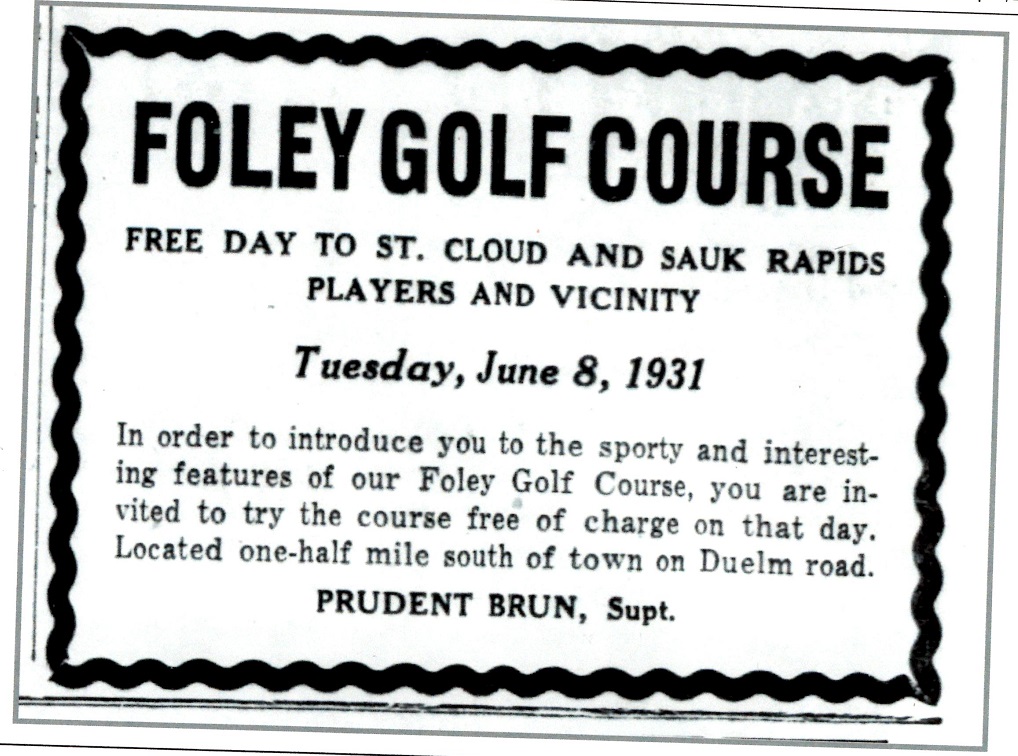 FOLEY GOLF COURSE
FREE DAY TO ST. CLOUD AND SAUK RAPIDS
PLAYERS AND VICINITY
Tuesday, June 8, 1931
In order to introduce you to the sporty and interest-
ing features of our Foley Golf Course, you are in-
vited to try the course free of charge on that day.
Located one-half mile south of town on Duelm road.
PRUDENT BRUN, Supt.